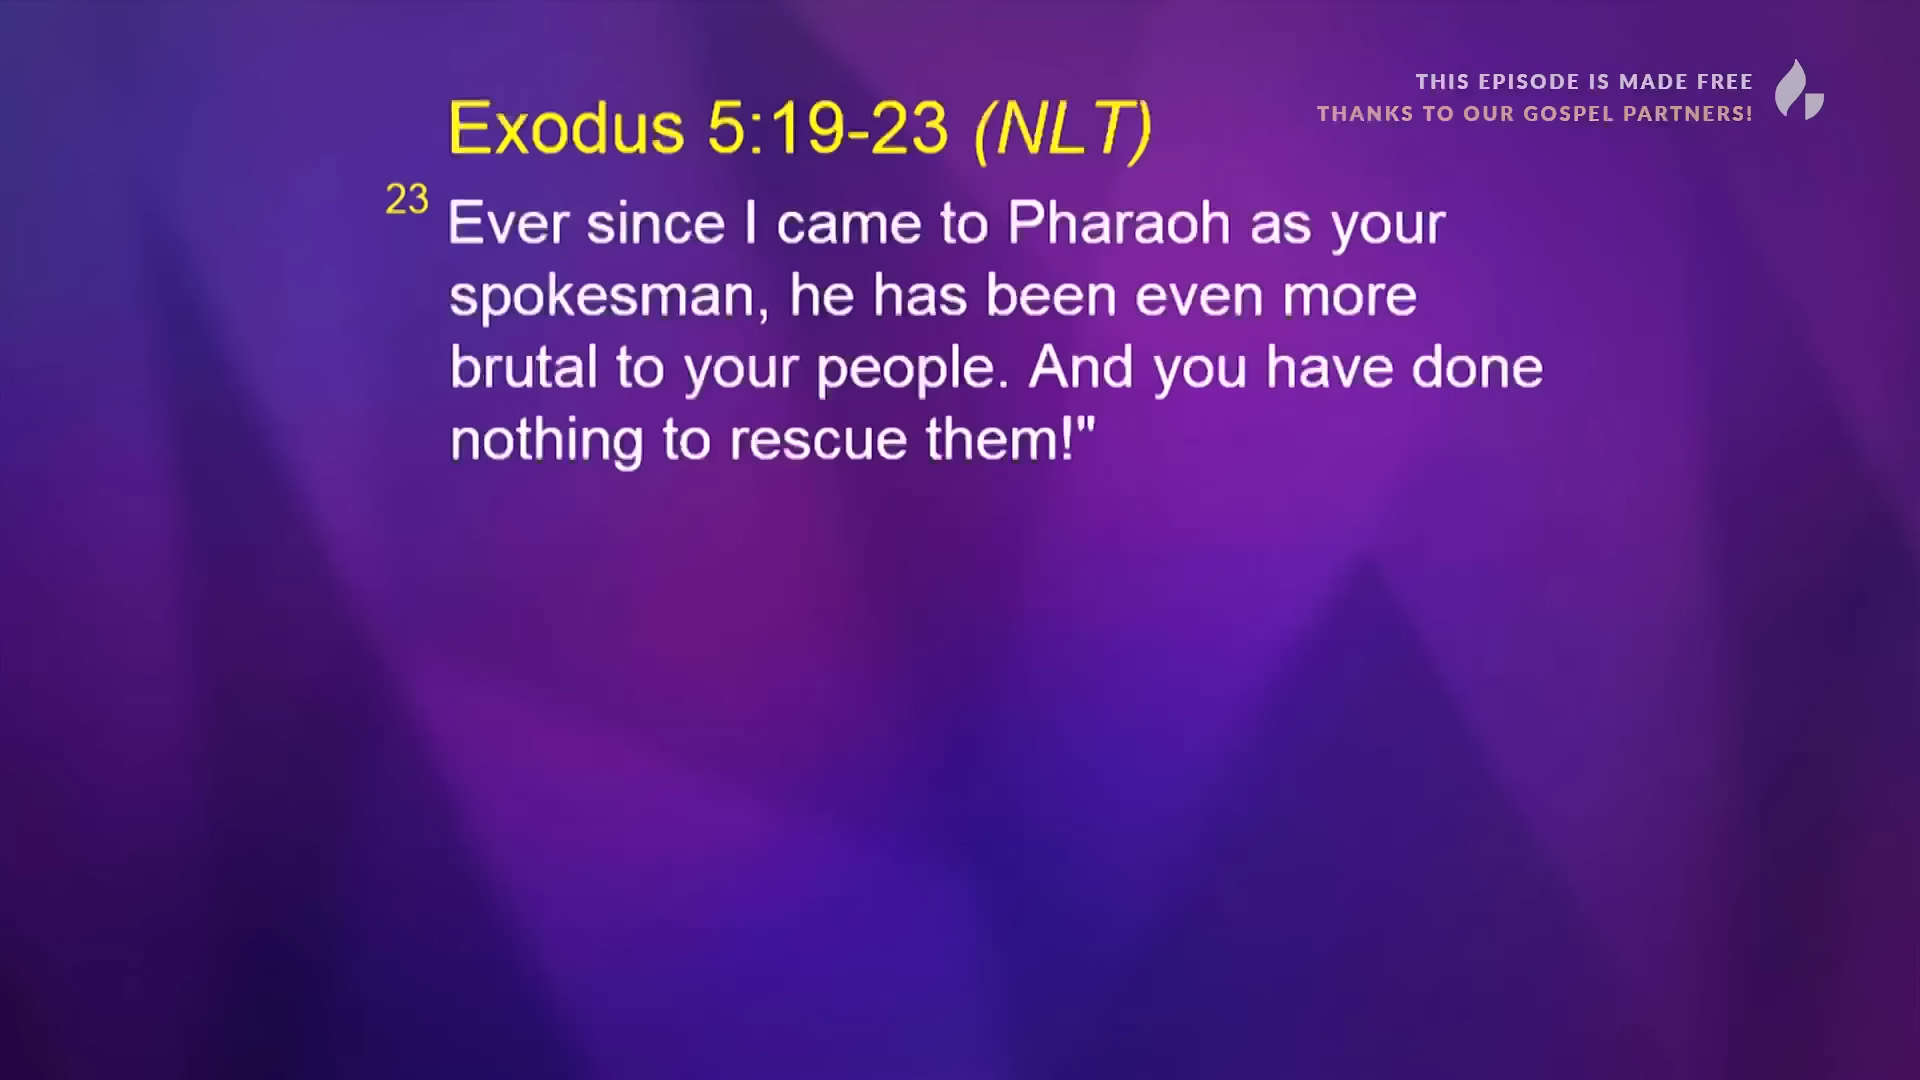 THIS EPISODE IS MADE FREE
THANKS TO OUR GOSPEL PARTNERS!
Exodus 5:19-23 (NLT)
23 Ever since I came to Pharaoh as your
spokesman, he has been even more
brutal to your people. And you have done
nothing to rescue them!"